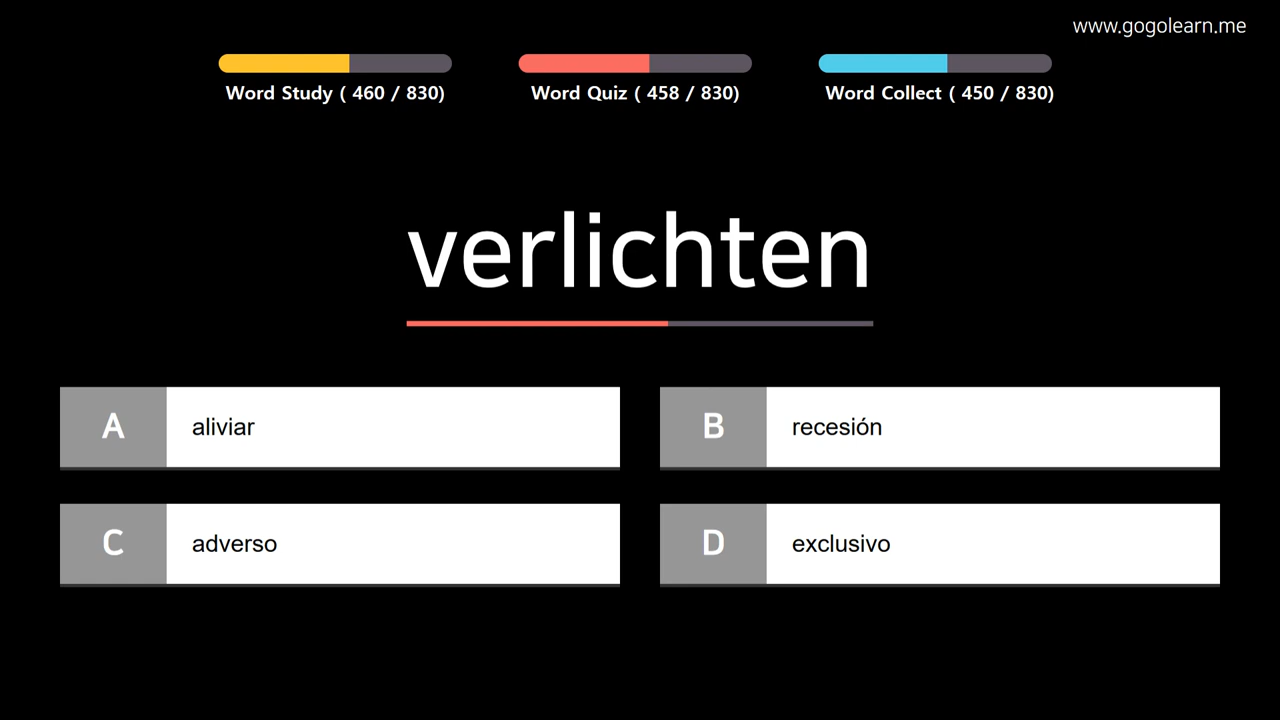 www.gogolearn.me
Word Study ( 460 / 830)
Word Quiz ( 458 / 830)
Word Collect ( 450 / 830)
verlichten
A
aliviar
B
recesión
C
adverso
D
exclusivo